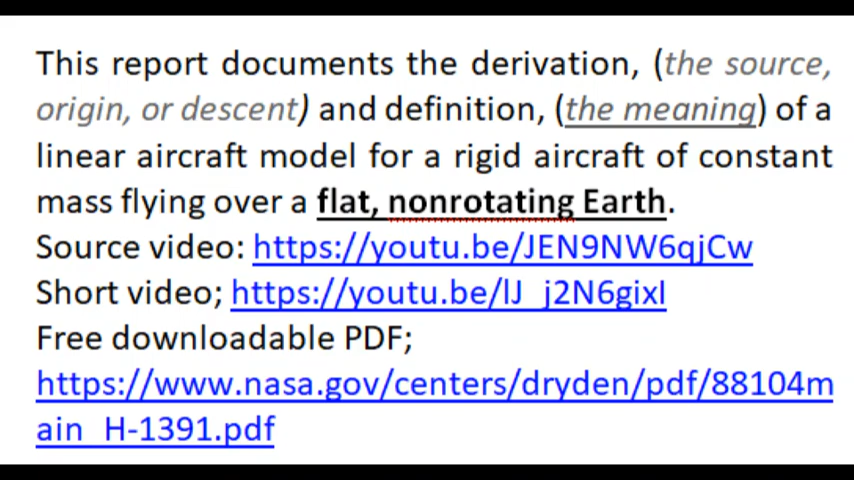 This report documents the derivation, (the source,
origin, or descent) and definition, (the meaning) of a
linear aircraft model for a rigid aircraft of constant
mass flying over a flat, nonrotating Earth.
Source video: https://youtu.be/JEN9NW6qjCw
Short video; https://youtu.be/lJ_j2N6gixI
Free downloadable PDF;
https://www.nasa.gov/centers/dryden/pdf/88104m
ain_H-1391.pdf